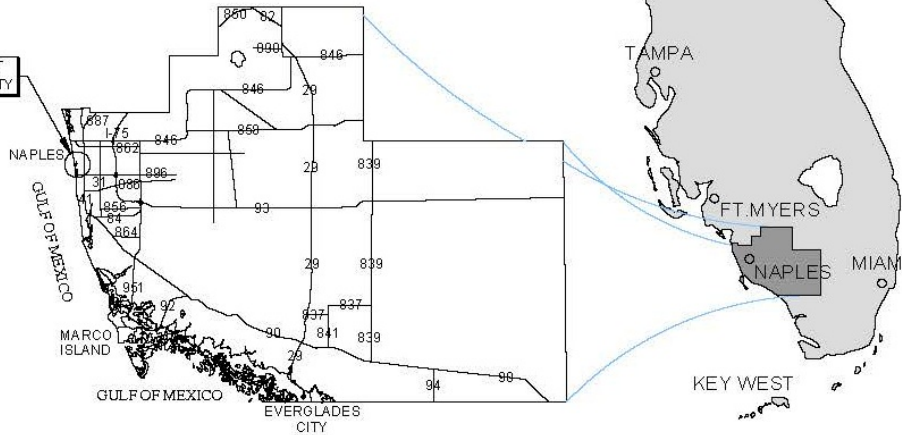 850
82
890
846
846
29
TY
887
I-75
846
858
862
NAPLES
29
839
896
31
886
41
856
84
93
864
GULF OF MEXICO
29
839
951
92
837
837
MARCO
ISLAND
90
841
839
29
90
94
GULF OF MEXICO
EVERGLADES
CITY
TAMPA
FT.MYERS
NAPLES
MIAM
KEY WEST